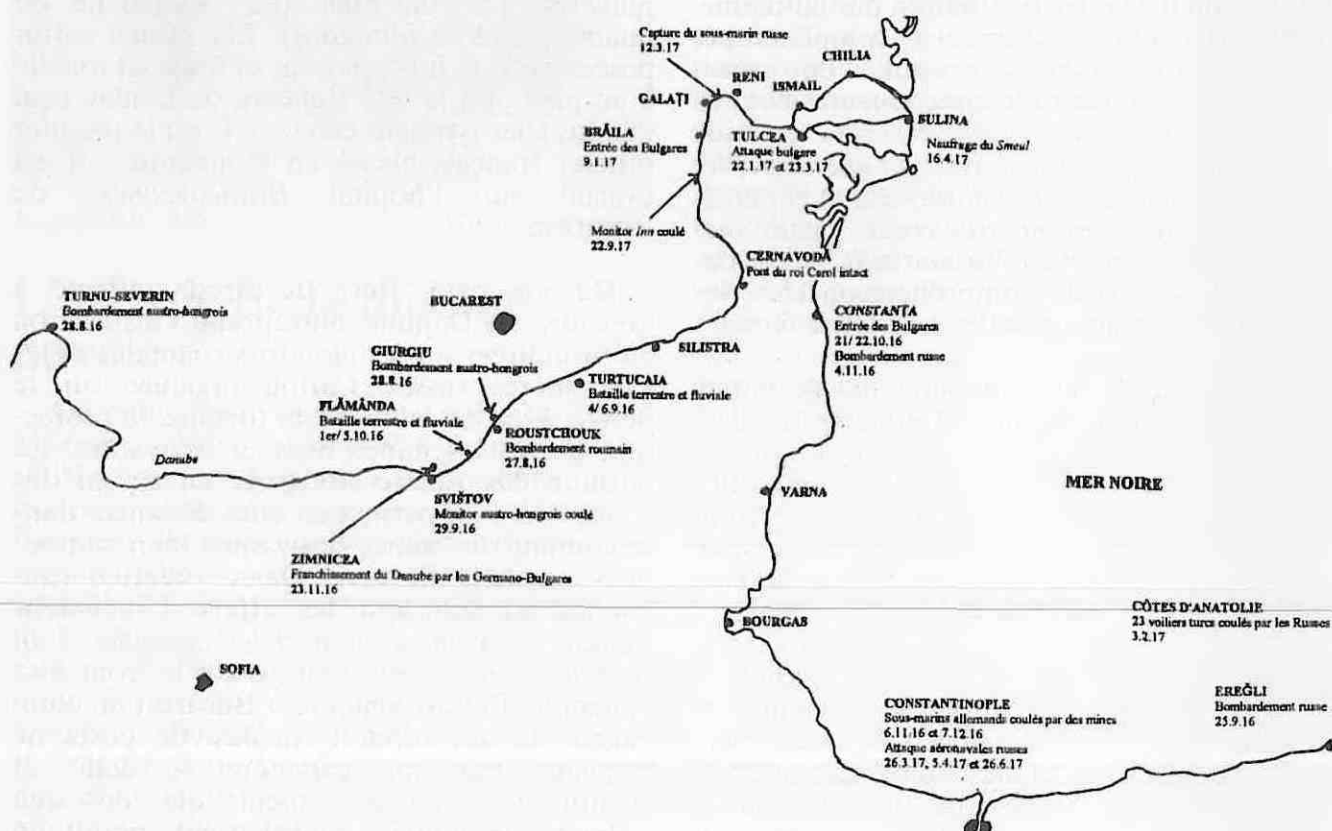 Capture du sous-marin russe
12.3.17
CHILIA
RENI
ISMAIL
GALAŢI
SULINA
BRĂILA
Entrée des Bulgares
9.1.17
TULCEA
Attaque bulgare
22.1.17 et 23.3.17
Naufrage du Smeul
16.4.17
Monitor Inn coulé
22.9.17
CERNAVODĂ
Pont du roi Carol intact
TURNU-SEVERIN
Bombardement austro-hongrois
28.8.16
BUCAREST
CONSTANŢA
Entrée des Bulgares
21/ 22.10.16
Bombardement russe
4.11.16
GIURGIU
Bombardement austro-hongrois
28.8.16
SILISTRA
TURTUCAIA
Bataille terrestre et fluviale
4/ 6.9.16
FLĂMÂNDA
Bataille terrestre et fluviale
1er/ 5.10.16
ROUSTCHOUK
Bombardement roumain
27.8.16
Danube
SVIŠTOV
Monitor austro-hongrois coulé
29.9.16
VARNA
MER NOIRE
ZIMNICEA
Franchissement du Danube par les Germano-Bulgares
23.11.16
BOURGAS
CÔTES D'ANATOLIE
23 voiliers turcs coulés par les Russes
3.2.17
SOFIA
EREĞLI
Bombardement russe
25.9.16
CONSTANTINOPLE
Sous-marins allemands coulés par des mines
6.11.16 et 7.12.16
Attaque aéronavales russes
26.3.17, 5.4.17 et 26.6.17